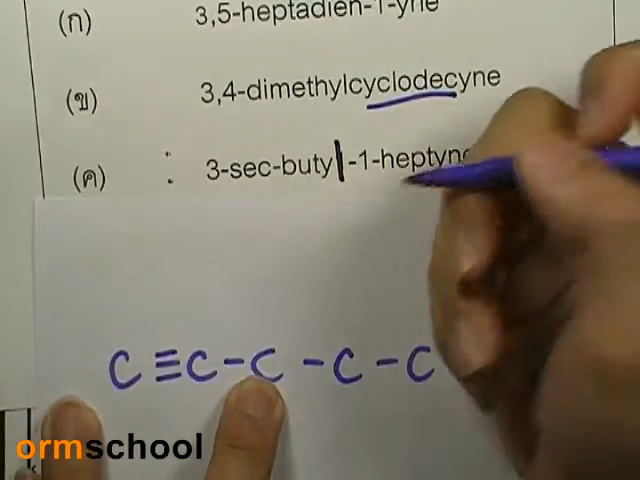 (ก) 3,5-heptadien-1-yne
(ข) 3,4-dimethylcyclodecyne
(ค) : 3-sec-butyl-1-heptyne
C≡C-C-C-C
ormschool